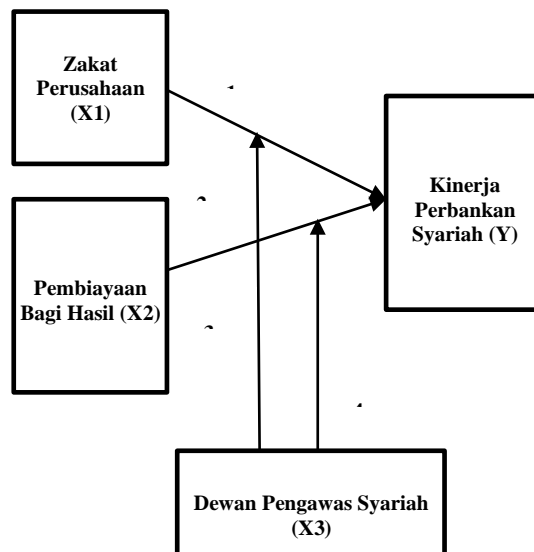 Zakat
Perusahaan
(X1)
Kinerja
Perbankan
Syariah (Y)
Pembiayaan
Bagi Hasil (X2)
Dewan Pengawas Syariah
(X3)